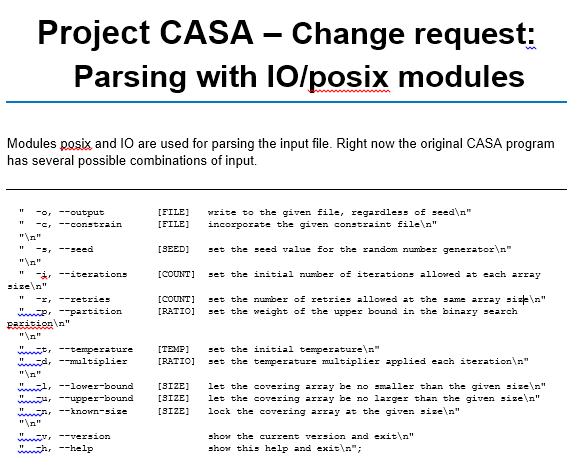 Project CASA – Change request:
Parsing with IO/posix modules
Modules posix and IO are used for parsing the input file. Right now the original CASA program
has several possible combinations of input.
" -o, --output [FILE] write to the given file, regardless of seed\n"
" -c, --constrain [FILE] incorporate the given constraint file\n"
"\n"
" -s, --seed [SEED] set the seed value for the random number generator\n"
"\n"
" -i, --iterations [COUNT] set the initial number of iterations allowed at each array
size\n"
" -r, --retries [COUNT] set the number of retries allowed at the same array size\n"
" -p, --partition [RATIO] set the weight of the upper bound in the binary search
parition\n"
"\n"
" -t, --temperature [TEMP] set the initial temperature\n"
" -d, --multiplier [RATIO] set the temperature multiplier applied each iteration\n"
"\n"
" -l, --lower-bound [SIZE] let the covering array be no smaller than the given size\n"
" -u, --upper-bound [SIZE] let the covering array be no larger than the given size\n"
" -n, --known-size [SIZE] lock the covering array at the given size\n"
"\n"
" -v, --version show the current version and exit\n"
" -h, --help show this help and exit\n";